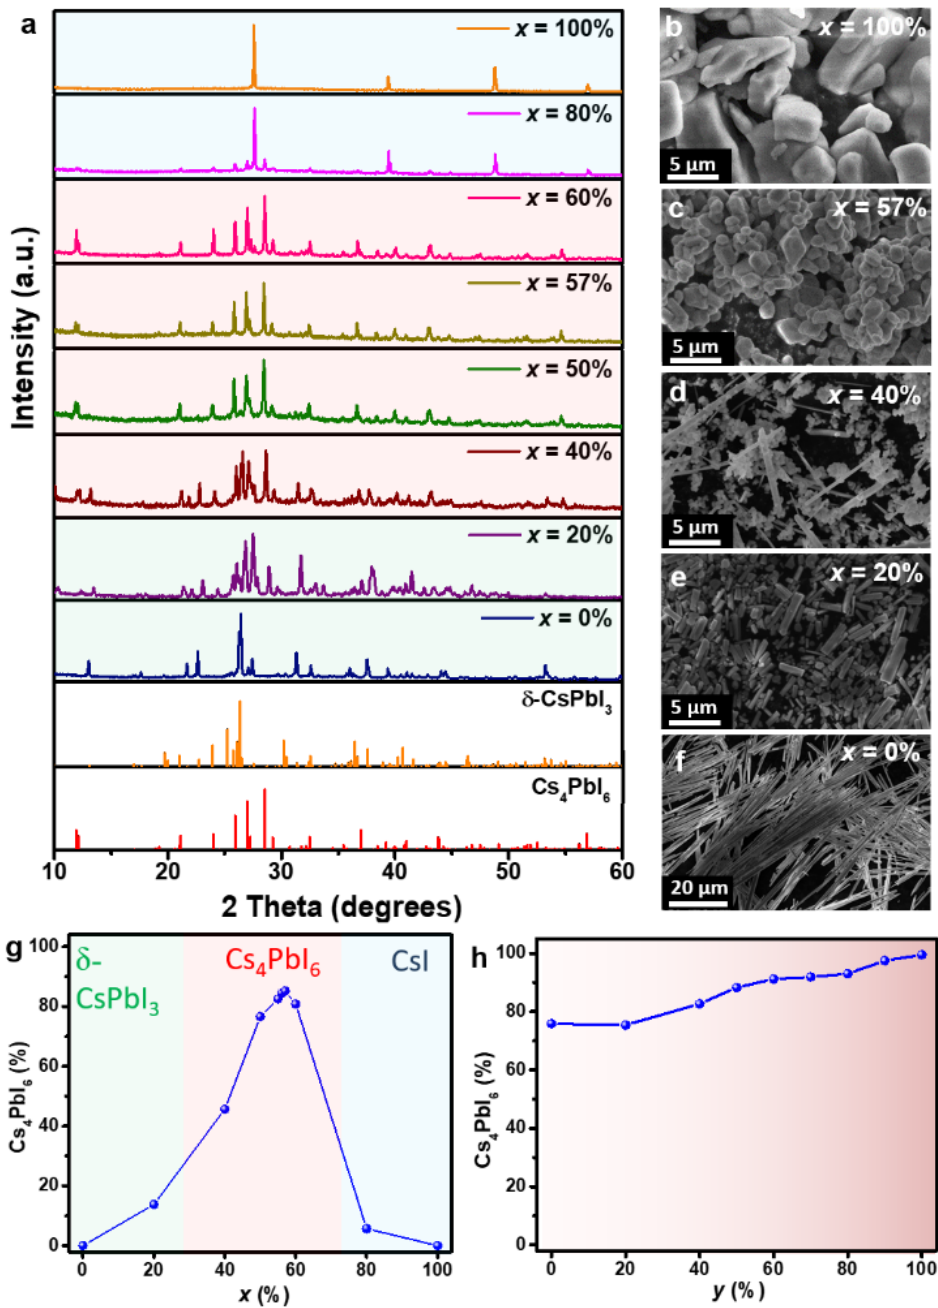 a
x = 100%
x = 80%
x = 60%
x = 57%
x = 50%
x = 40%
x = 20%
x = 0%
δ-CsPbI₃
Cs₄PbI₆
Intensity (a.u.)
10 20 30 40 50 60
2 Theta (degrees)
b
x = 100%
5 µm
c
x = 57%
5 µm
d
x = 40%
5 µm
e
x = 20%
5 µm
f
x = 0%
20 µm
g
δ-
CsPbI₃
Cs₄PbI₆
CsI
100
80
60
40
20
0
Cs₄PbI₆ (%)
0 20 40 60 80 100
x (%)
h
100
80
60
40
20
0
Cs₄PbI₆ (%)
0 20 40 60 80 100
y (%)